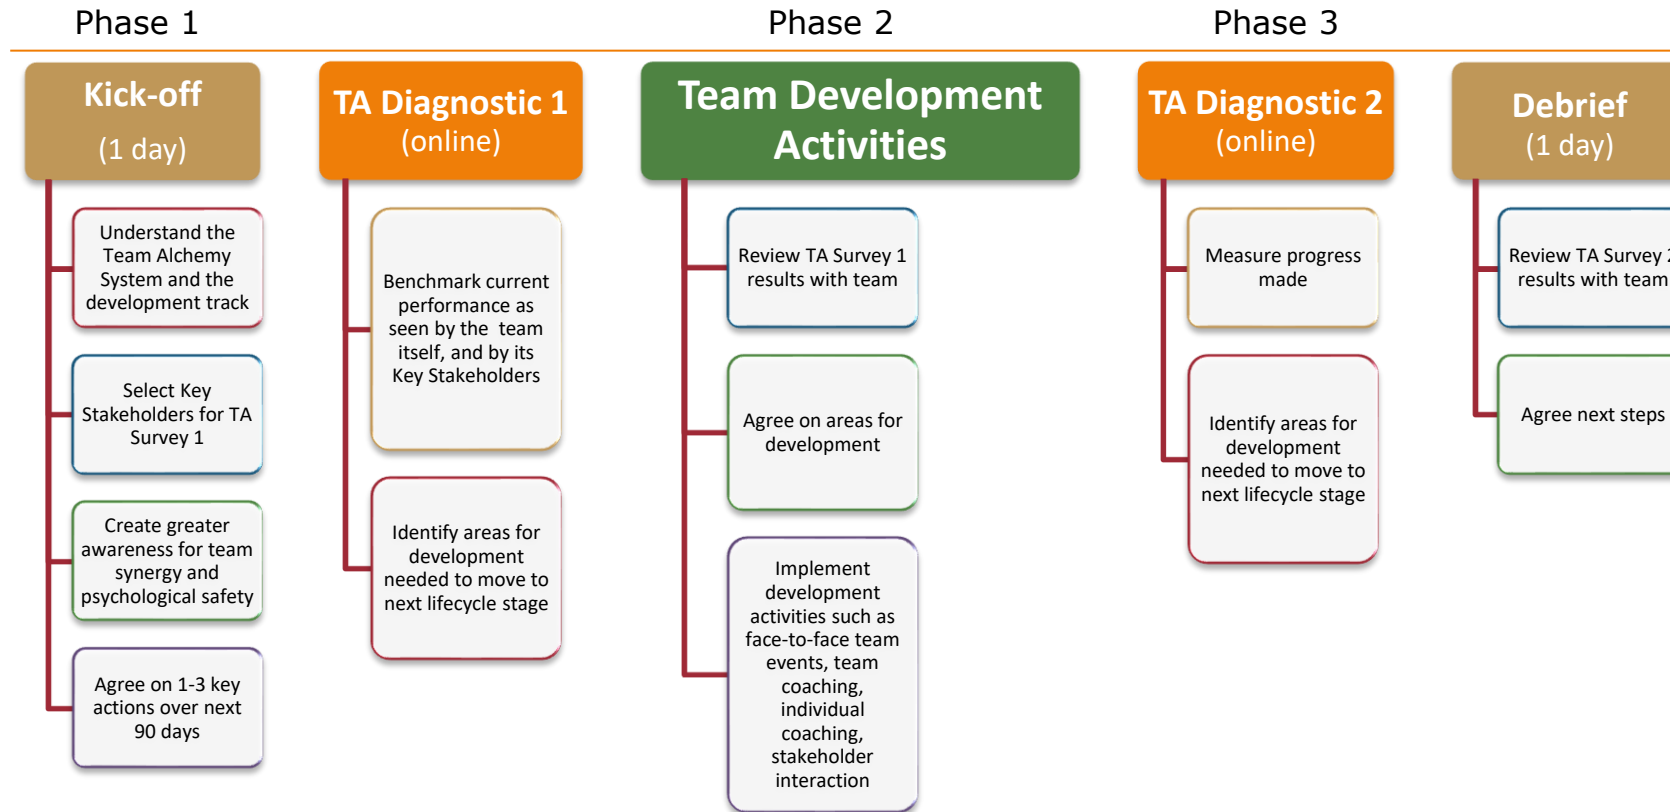 Phase 1
Phase 2
Phase 3
Kick-off
(1 day)
Understand the
Team Alchemy
System and the
development track
Select Key
Stakeholders for TA
Survey 1
Create greater
awareness for team
synergy and
psychological safety
Agree on 1-3 key
actions over next
90 days
TA Diagnostic 1
(online)
Benchmark current
performance as
seen by the team
itself, and by its
Key Stakeholders
Identify areas for
development
needed to move to
next lifecycle stage
Team Development
Activities
Review TA Survey 1
results with team
Agree on areas for
development
Implement
development
activities such as
face-to-face team
events, team
coaching,
individual
coaching,
stakeholder
interaction
TA Diagnostic 2
(online)
Measure progress
made
Identify areas for
development
needed to move to
next lifecycle stage
Debrief
(1 day)
Review TA Survey 2
results with team
Agree next steps